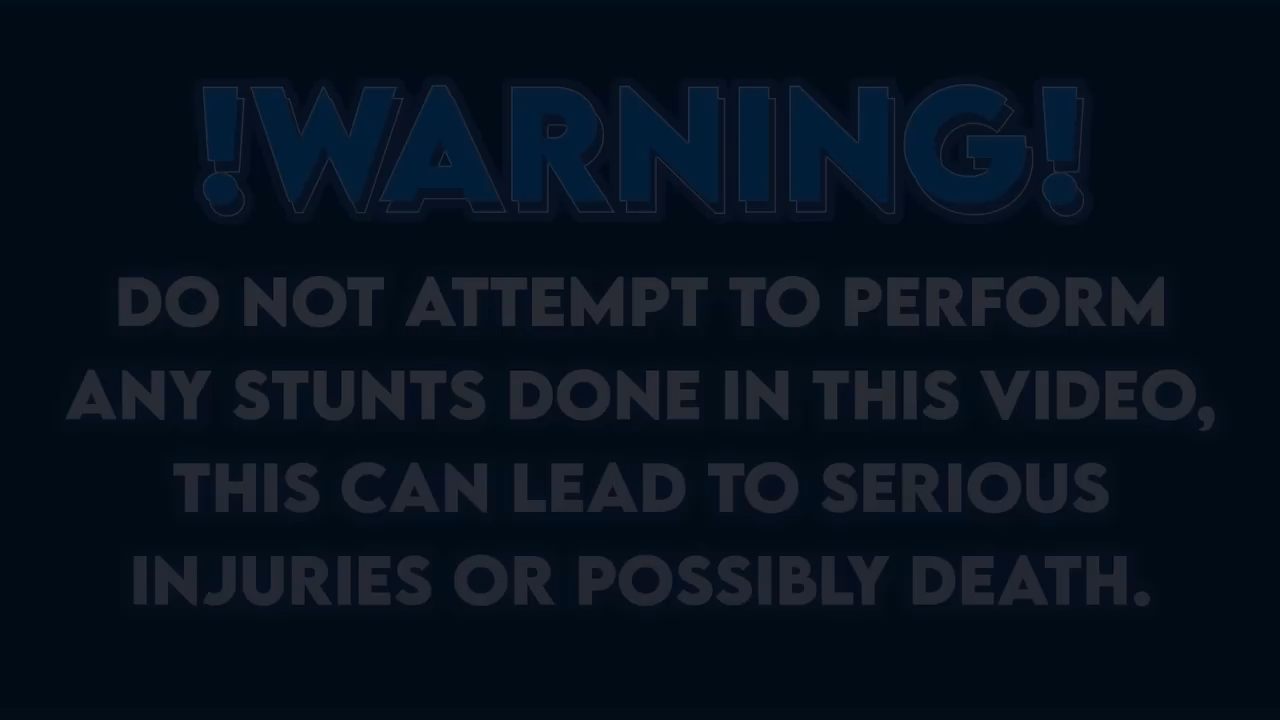 !WARNING!
DO NOT ATTEMPT TO PERFORM
ANY STUNTS DONE IN THIS VIDEO,
THIS CAN LEAD TO SERIOUS
INJURIES OR POSSIBLY DEATH.